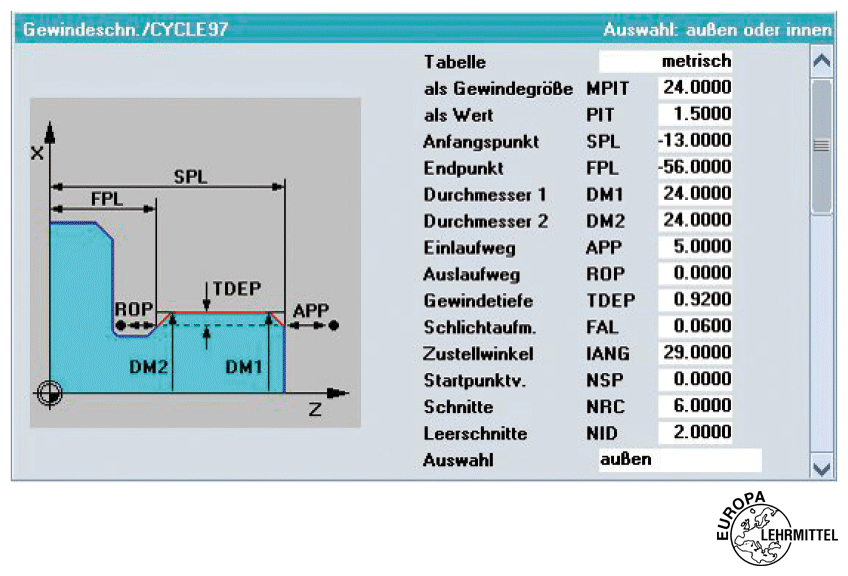 Gewindeschn./CYCLE97 Auswahl: außen oder innen
Tabelle metrisch
als Gewindegröße MPIT 24.0000
als Wert PIT 1.5000
Anfangspunkt SPL -13.0000
Endpunkt FPL -56.0000
Durchmesser 1 DM1 24.0000
Durchmesser 2 DM2 24.0000
Einlaufweg APP 5.0000
Auslaufweg ROP 0.0000
Gewindetiefe TDEP 0.9200
Schlichtaufm. FAL 0.0600
Zustellwinkel IANG 29.0000
Startpunktv. NSP 0.0000
Schnitte NRC 6.0000
Leerschnitte NID 2.0000
Auswahl außen
X
SPL
FPL
TDEP
ROP
APP
DM2
DM1
Z
EUROPA
LEHRMITTEL